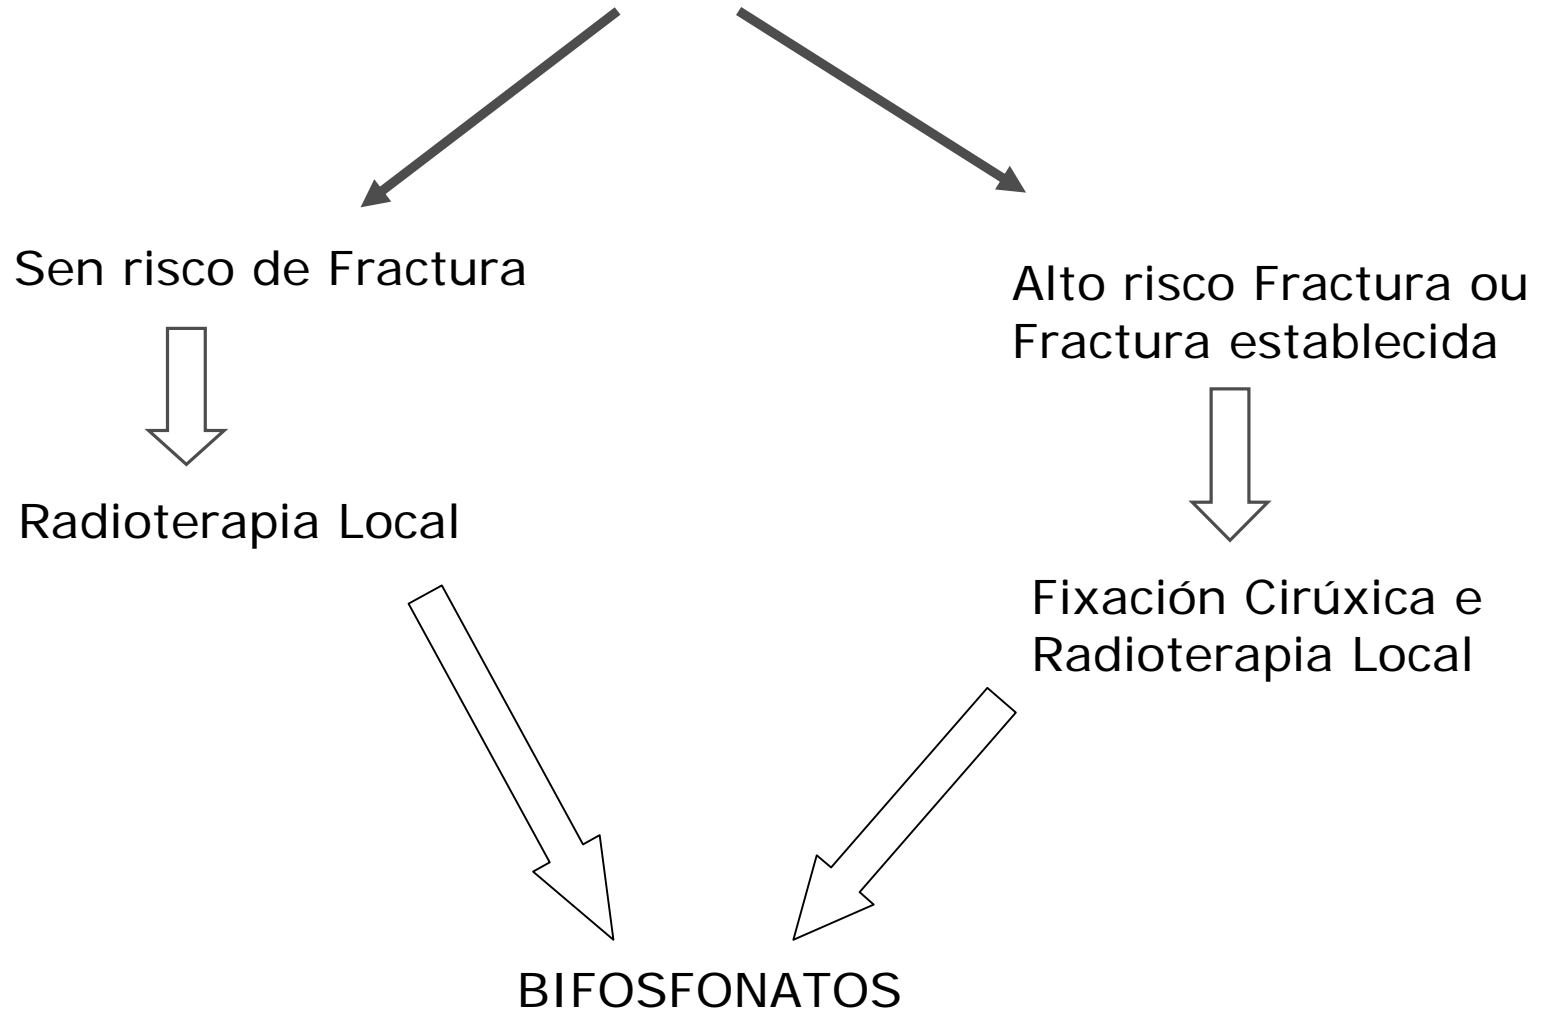 Sen risco de Fractura
Alto risco Fractura ou
Fractura establecida
Radioterapia Local
Fixación Cirúxica e
Radioterapia Local
BIFOSFONATOS